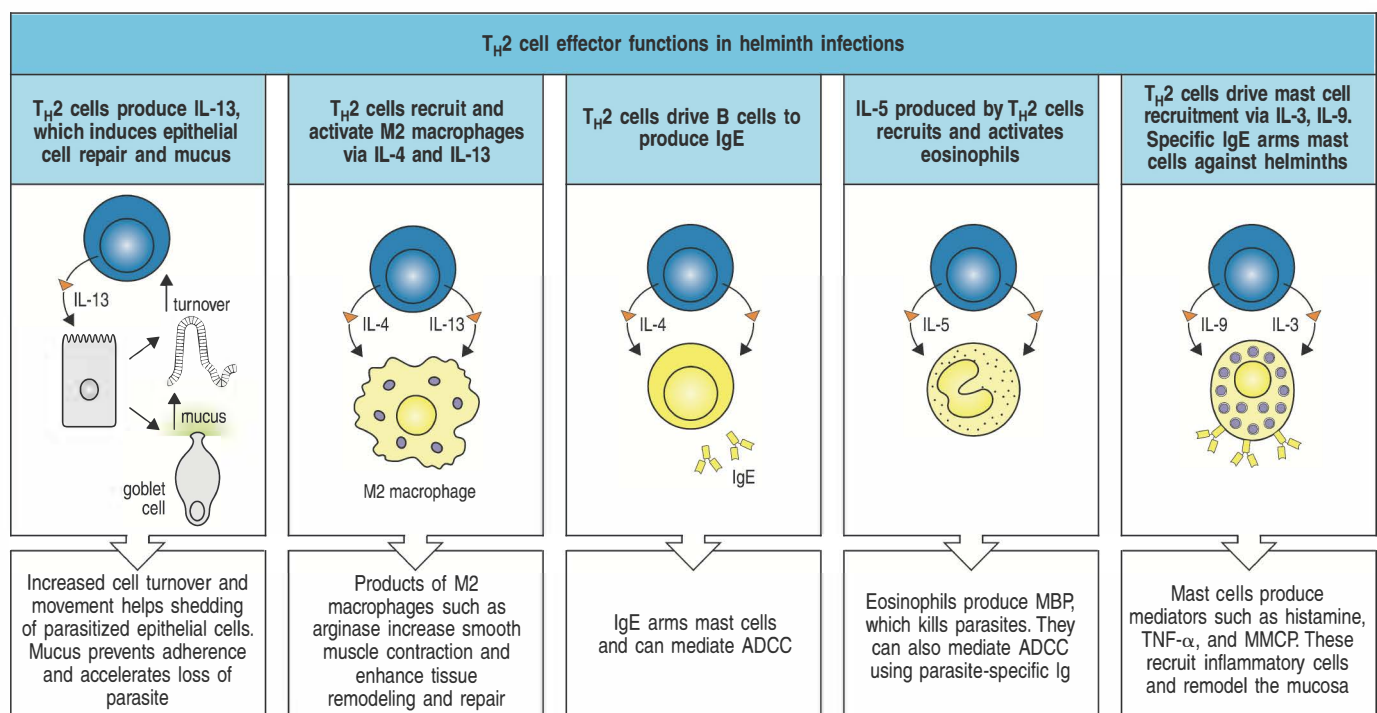 T_H2 cell effector functions in helminth infections
T_H2 cells produce IL-13,
which induces epithelial
cell repair and mucus
T_H2 cells recruit and
activate M2 macrophages
via IL-4 and IL-13
T_H2 cells drive B cells to
produce IgE
IL-5 produced by T_H2 cells
recruits and activates
eosinophils
T_H2 cells drive mast cell
recruitment via IL-3, IL-9.
Specific IgE arms mast
cells against helminths
IL-13
turnover
mucus
goblet
cell
IL-4
IL-13
M2 macrophage
IL-4
IgE
IL-5
IL-9
IL-3
Increased cell turnover and
movement helps shedding
of parasitized epithelial cells.
Mucus prevents adherence
and accelerates loss of
parasite
Products of M2
macrophages such as
arginase increase smooth
muscle contraction and
enhance tissue
remodeling and repair
IgE arms mast cells
and can mediate ADCC
Eosinophils produce MBP,
which kills parasites. They
can also mediate ADCC
using parasite-specific Ig
Mast cells produce
mediators such as histamine,
TNF-α, and MMCP. These
recruit inflammatory cells
and remodel the mucosa